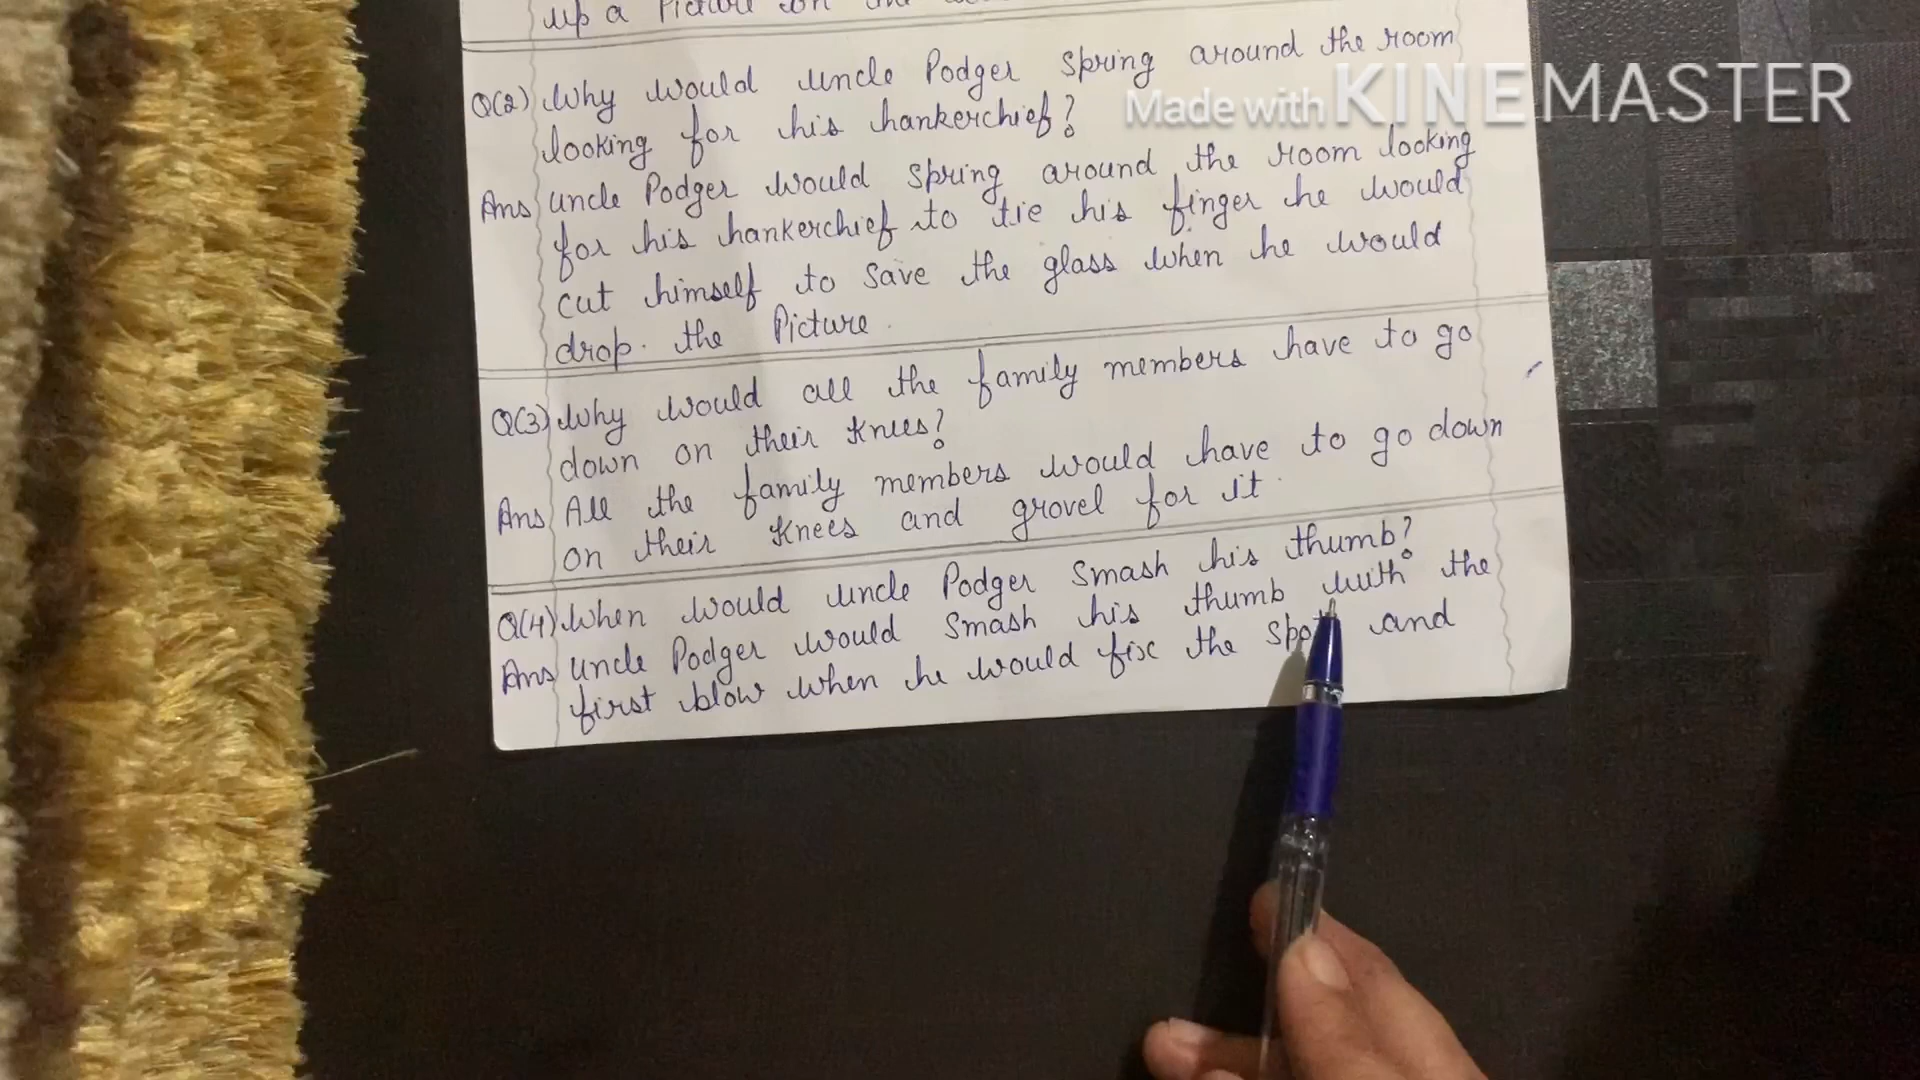 up a Picture on the
Q(2) Why would uncle Podger spring around the room
looking for his hankerchief?
Ans uncle Podger would spring around the room looking
for his hankerchief to tie his finger he would
cut himself to save the glass when he would
drop. the Picture.
Q(3) Why would all the family members have to go
down on their knees?
Ans All the family members would have to go down
on their knees and grovel for it.
Q(4) When would uncle Podger smash his thumb?
Ans uncle Podger would smash his thumb with the
first blow when he would fix the spot and
Made with KINEMASTER